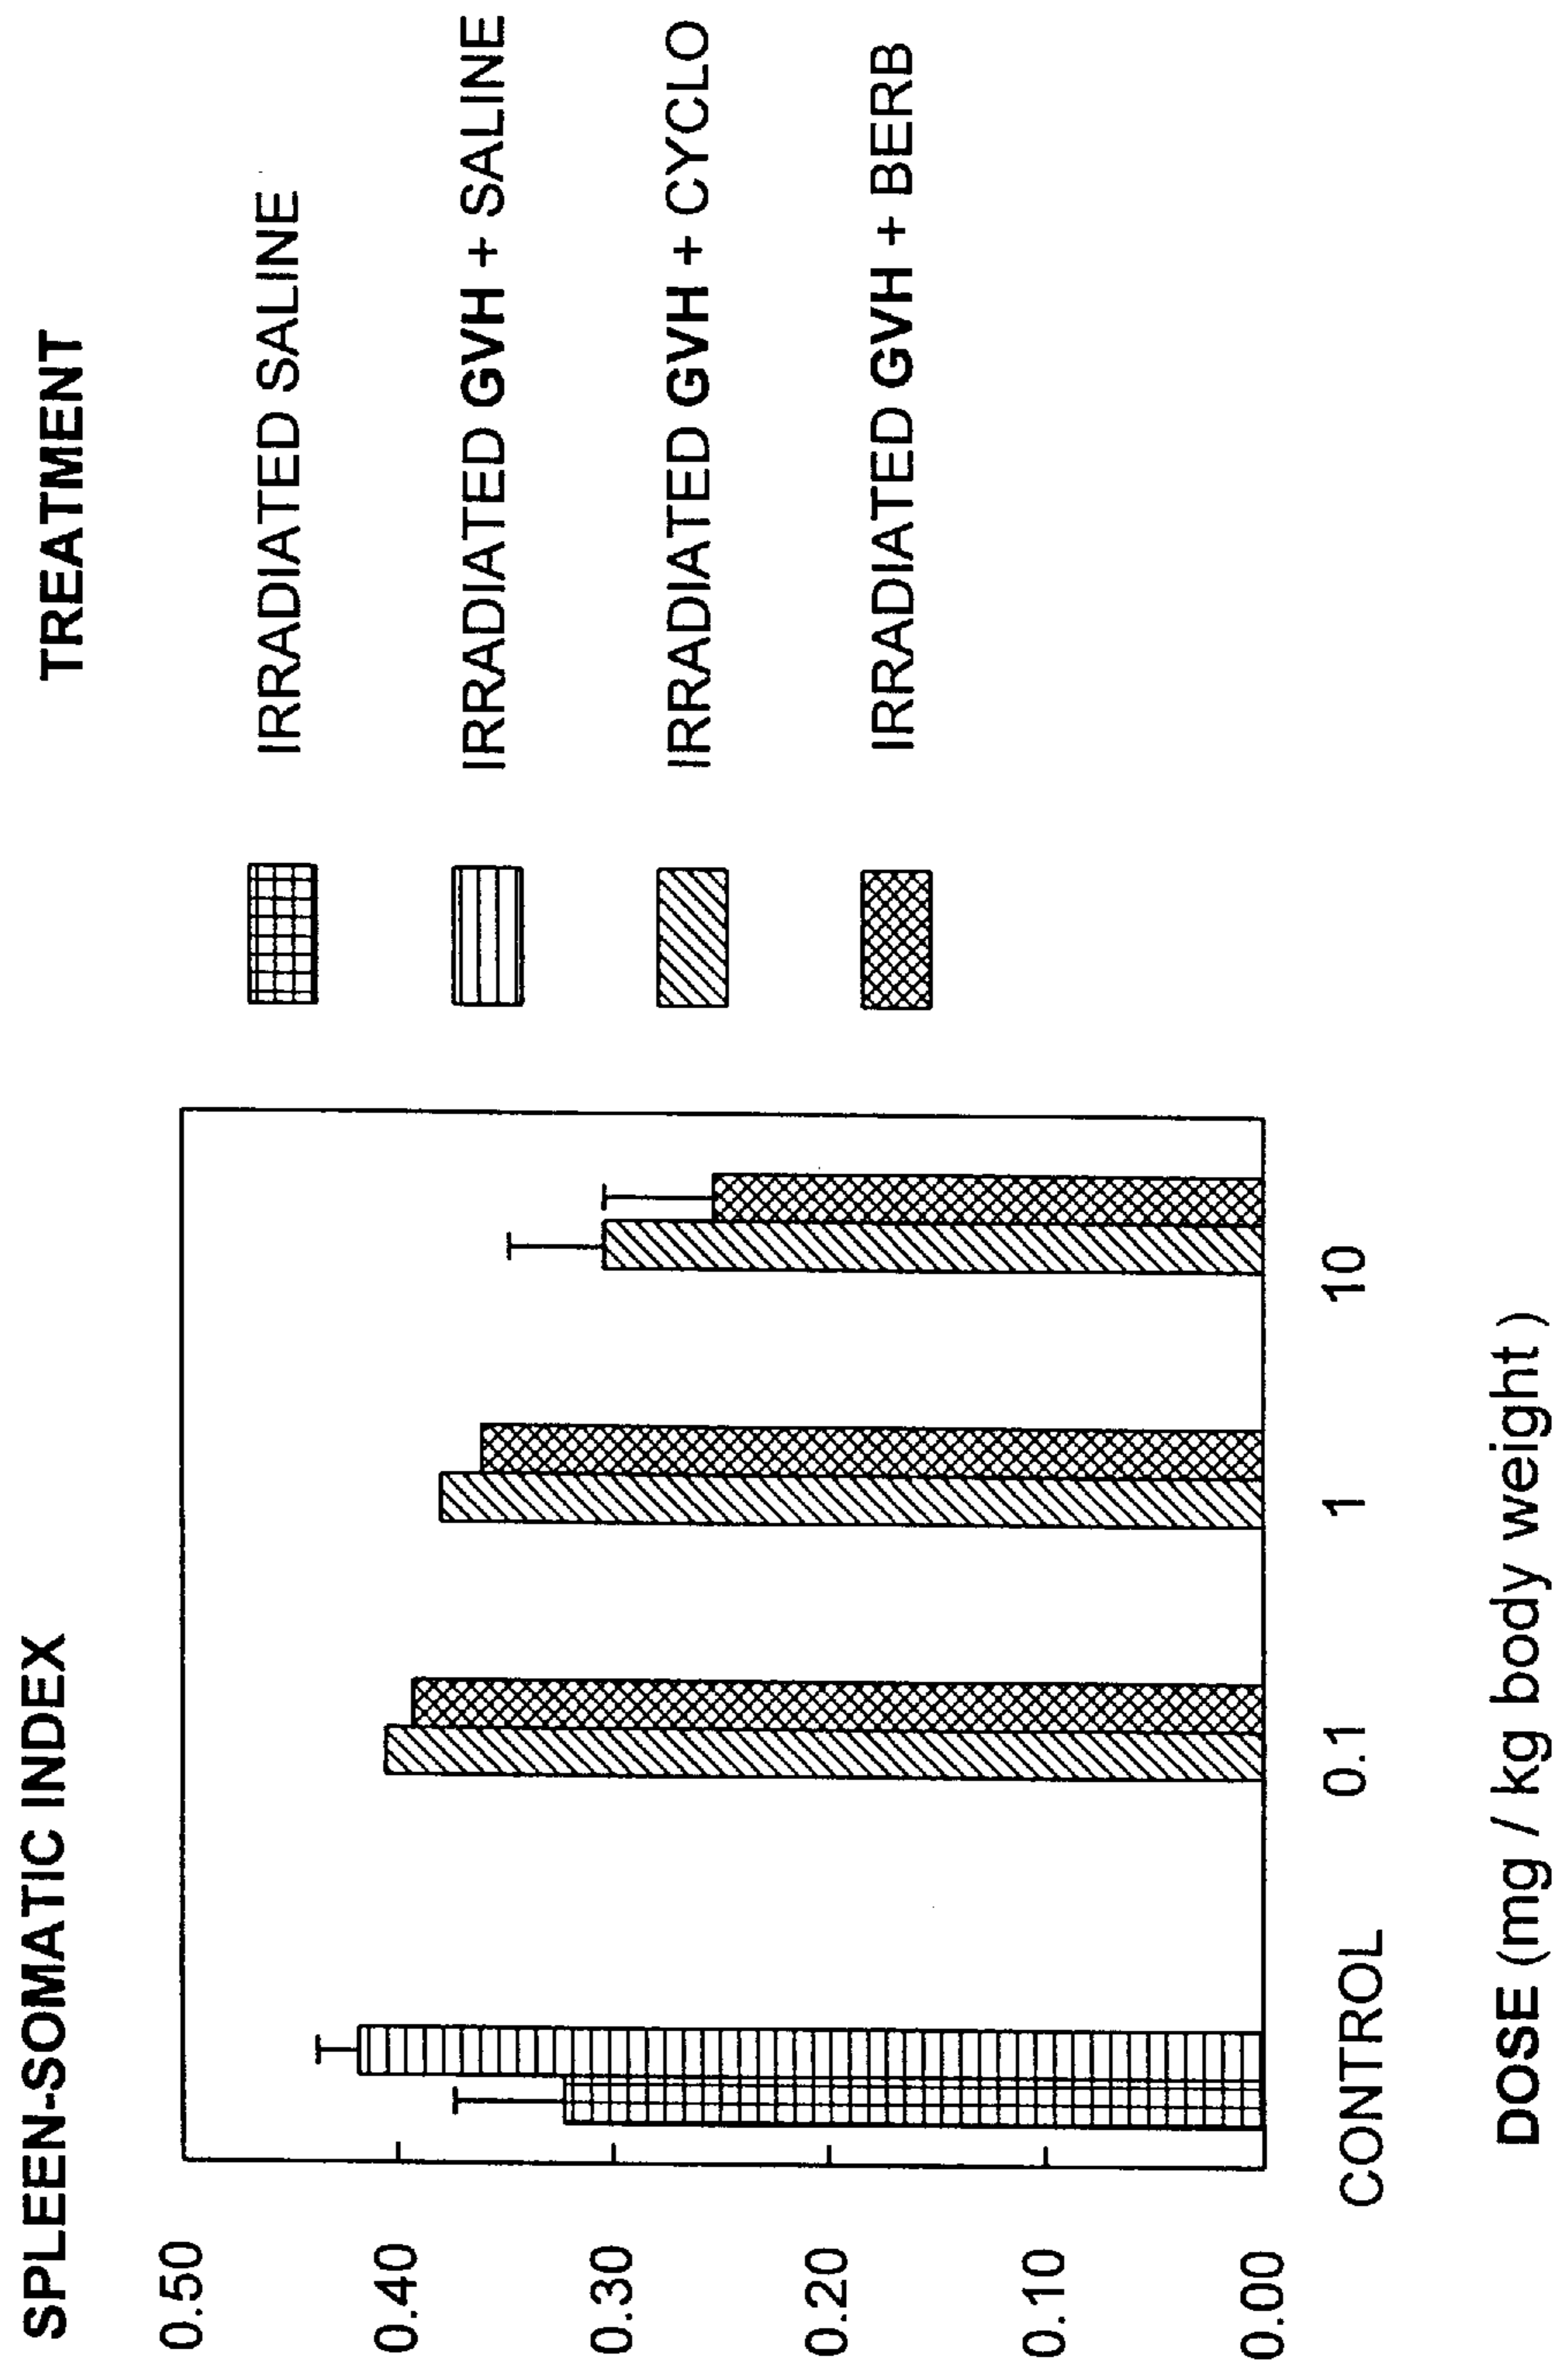 SPLEEN-SOMATIC INDEX
0.50
0.40
0.30
0.20
0.10
0.00
CONTROL
0.1
1
10
DOSE (mg / kg body weight )
TREATMENT
IRRADIATED SALINE
IRRADIATED GVH + SALINE
IRRADIATED GVH + CYCLO
IRRADIATED GVH + BERB